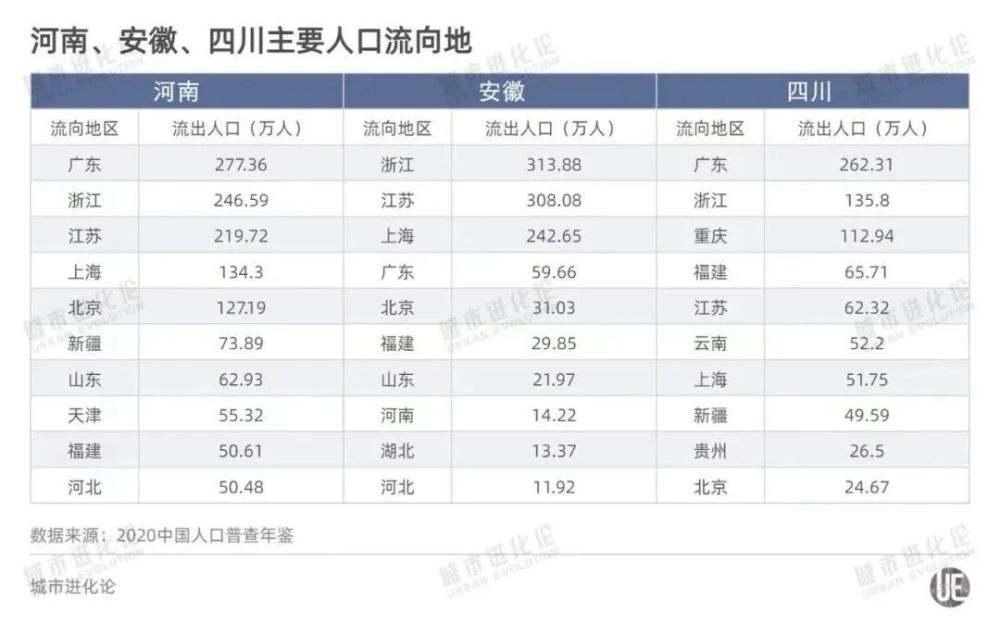 河南、安徽、四川主要人口流向地
河南 安徽 四川
流向地区 流出人口（万人） 流向地区 流出人口（万人） 流向地区 流出人口（万人）
广东 277.36 浙江 313.88 广东 262.31
浙江 246.59 江苏 308.08 浙江 135.8
江苏 219.72 上海 242.65 重庆 112.94
上海 134.3 广东 59.66 福建 65.71
北京 127.19 北京 31.03 江苏 62.32
新疆 73.89 福建 29.85 云南 52.2
山东 62.93 山东 21.97 上海 51.75
天津 55.32 河南 14.22 新疆 49.59
福建 50.61 湖北 13.37 贵州 26.5
河北 50.48 河北 11.92 北京 24.67
数据来源：2020中国人口普查年鉴
城市进化论
UE
城市进化论
URBAN EVOLUTION